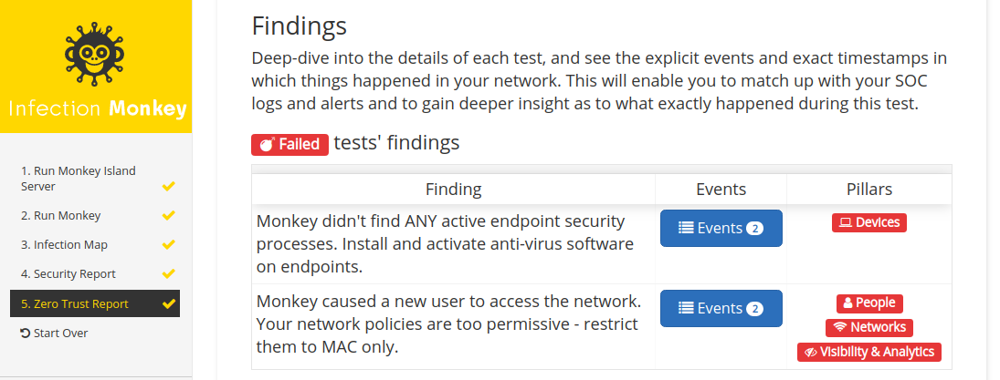 Infection Monkey
1. Run Monkey Island
Server
2. Run Monkey
3. Infection Map
4. Security Report
5. Zero Trust Report
Start Over
Findings
Deep-dive into the details of each test, and see the explicit events and exact timestamps in
which things happened in your network. This will enable you to match up with your SOC
logs and alerts and to gain deeper insight as to what exactly happened during this test.
Failed tests' findings
Finding Events Pillars
Monkey didn't find ANY active endpoint security
processes. Install and activate anti-virus software
on endpoints.
Events 2
Devices
Monkey caused a new user to access the network.
Your network policies are too permissive - restrict
them to MAC only.
Events 2
People
Networks
Visibility & Analytics